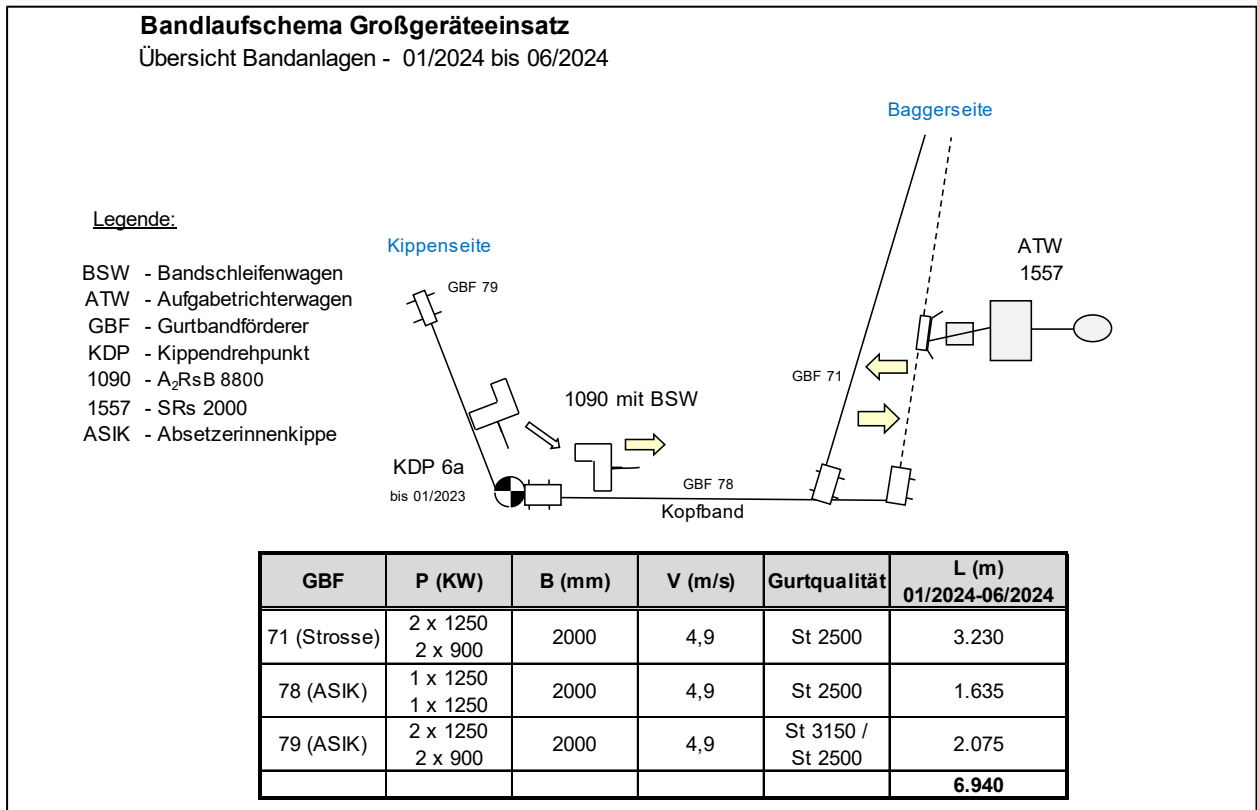 Bandlaufschema Großgeräteeinsatz
Übersicht Bandanlagen - 01/2024 bis 06/2024
Baggerseite
Legende:
Kippenseite
ATW
1557
BSW - Bandschleifenwagen
ATW - Aufgabetrichterwagen
GBF - Gurtbandförderer
KDP - Kippendrehpunkt
1090 - A₂RsB 8800
1557 - SRs 2000
ASIK - Absetzerinnenkippe
GBF 79
GBF 71
1090 mit BSW
KDP 6a
bis 01/2023
GBF 78
Kopfband
GBF P (KW) B (mm) V (m/s) Gurtqualität L (m) 01/2024-06/2024
71 (Strosse) 2 x 1250 2 x 900 2000 4,9 St 2500 3.230
78 (ASIK) 1 x 1250 1 x 1250 2000 4,9 St 2500 1.635
79 (ASIK) 2 x 1250 2 x 900 2000 4,9 St 3150 / St 2500 2.075
6.940